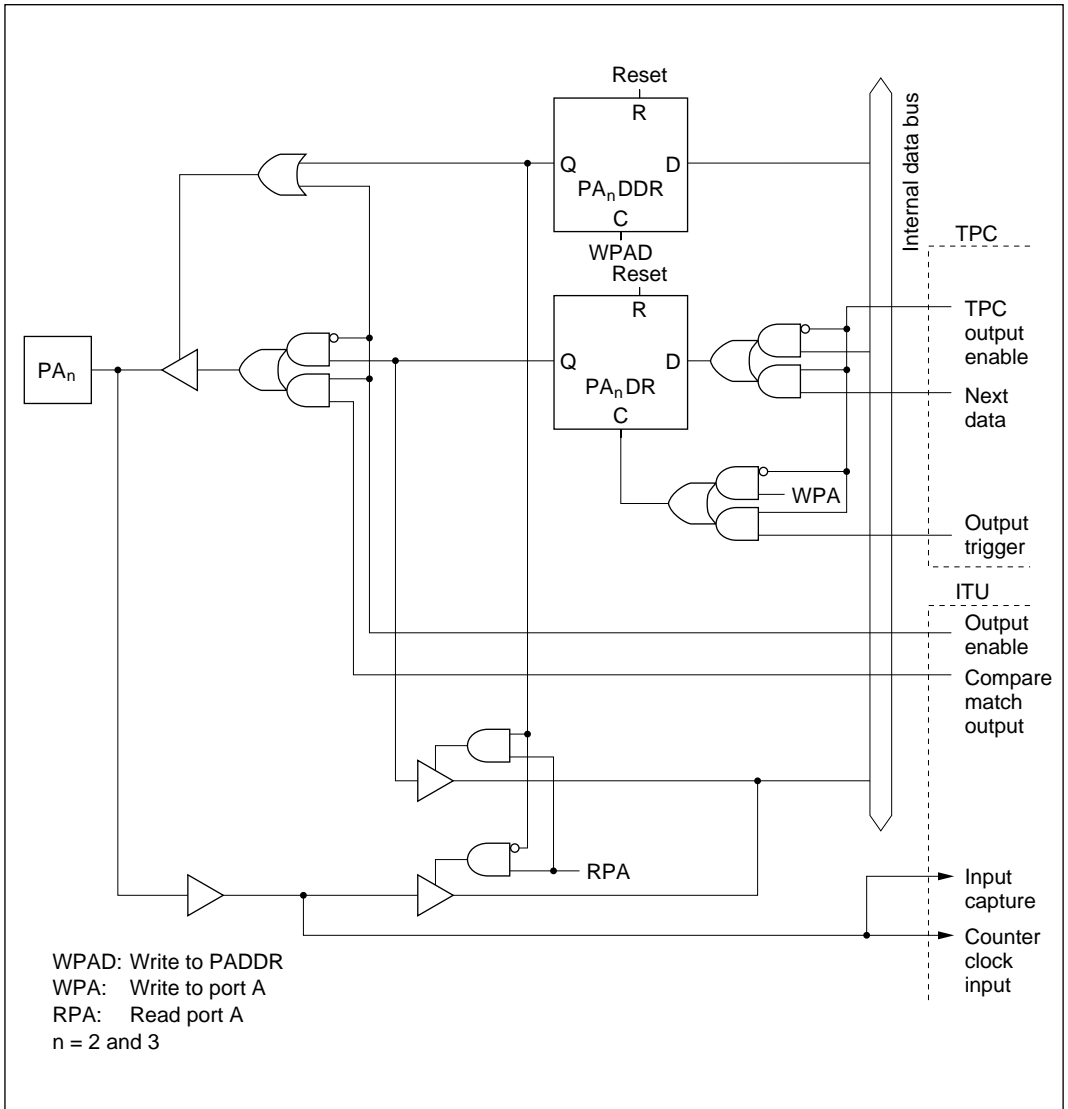 Reset
R
Q
D
PAnDDR
C
WPAD
Internal data bus
TPC
Reset
R
TPC
output
enable
PAn
Q
D
PAnDR
Next
data
C
WPA
Output
trigger
ITU
Output
enable
Compare
match
output
RPA
Input
capture
Counter
clock
input
WPAD: Write to PADDR
WPA: Write to port A
RPA: Read port A
n = 2 and 3